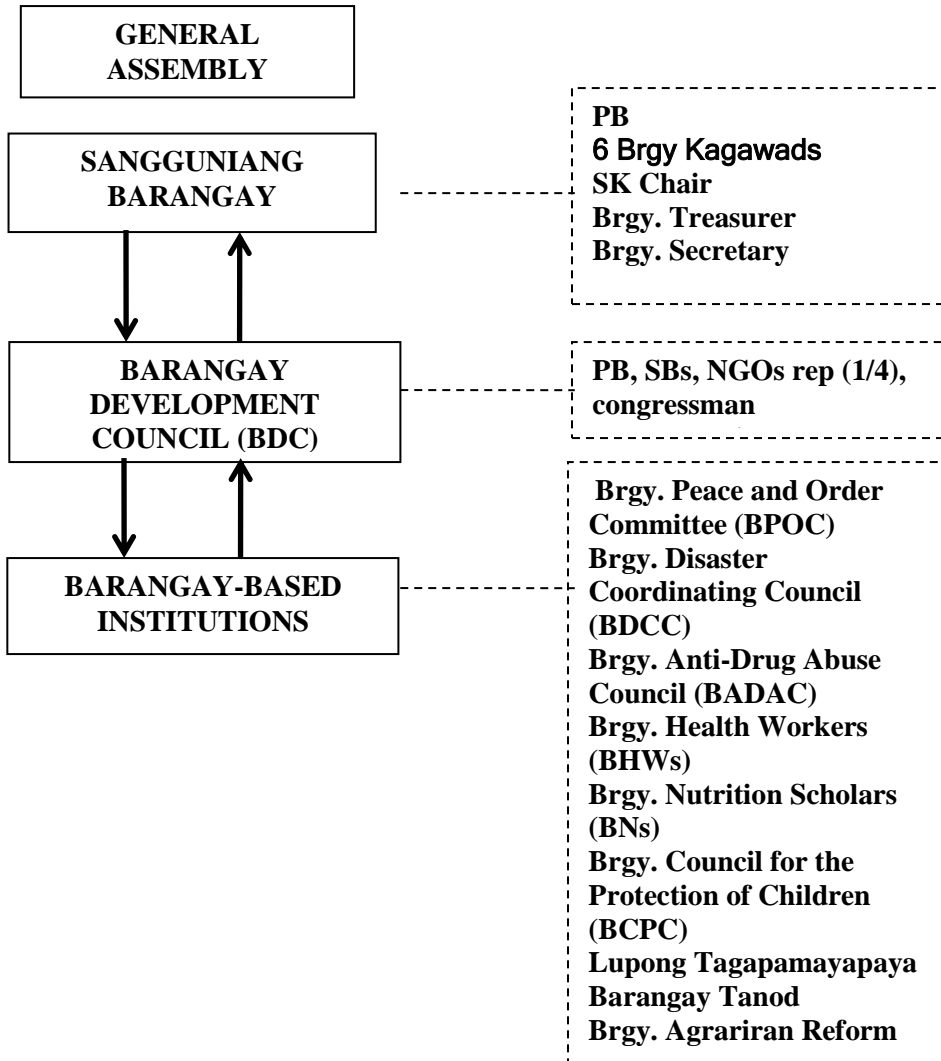 GENERAL
ASSEMBLY
SANGGUNIANG
BARANGAY
PB
6 Brgy Kagawads
SK Chair
Brgy. Treasurer
Brgy. Secretary
BARANGAY
DEVELOPMENT
COUNCIL (BDC)
PB, SBs, NGOs rep (1/4),
congressman
BARANGAY-BASED
INSTITUTIONS
Brgy. Peace and Order
Committee (BPOC)
Brgy. Disaster
Coordinating Council
(BDCC)
Brgy. Anti-Drug Abuse
Council (BADAC)
Brgy. Health Workers
(BHWs)
Brgy. Nutrition Scholars
(BNs)
Brgy. Council for the
Protection of Children
(BCPC)
Lupong Tagapamayapaya
Barangay Tanod
Brgy. Agrariran Reform